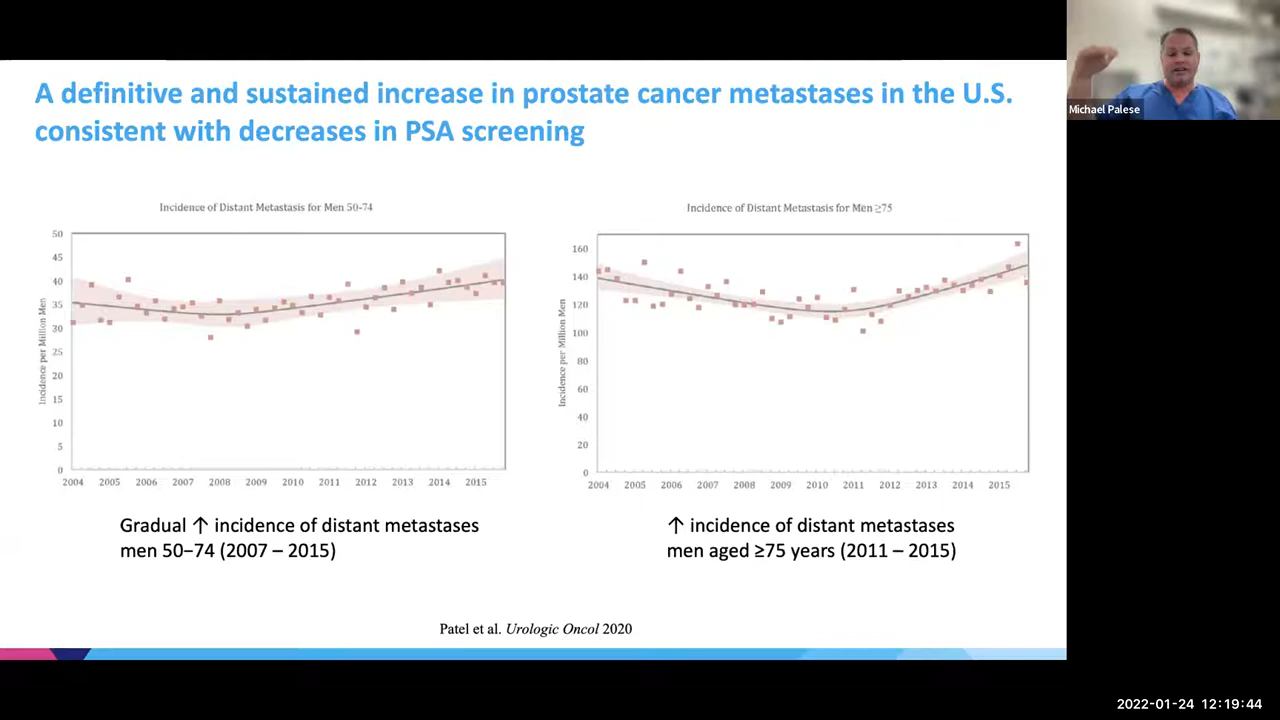 A definitive and sustained increase in prostate cancer metastases in the U.S.
consistent with decreases in PSA screening
Michael Palese
Incidence of Distant Metastasis for Men 50-74
50
45
40
35
30
25
20
15
10
5
0
Incidence per Million Men
2004 2005 2006 2007 2008 2009 2010 2011 2012 2013 2014 2015
Incidence of Distant Metastasis for Men ≥75
160
140
120
100
80
60
40
20
0
Incidence per Million Men
2004 2005 2006 2007 2008 2009 2010 2011 2012 2013 2014 2015
Gradual ↑ incidence of distant metastases
men 50–74 (2007 – 2015)
↑ incidence of distant metastases
men aged ≥75 years (2011 – 2015)
Patel et al. Urologic Oncol 2020
2022-01-24 12:19:44